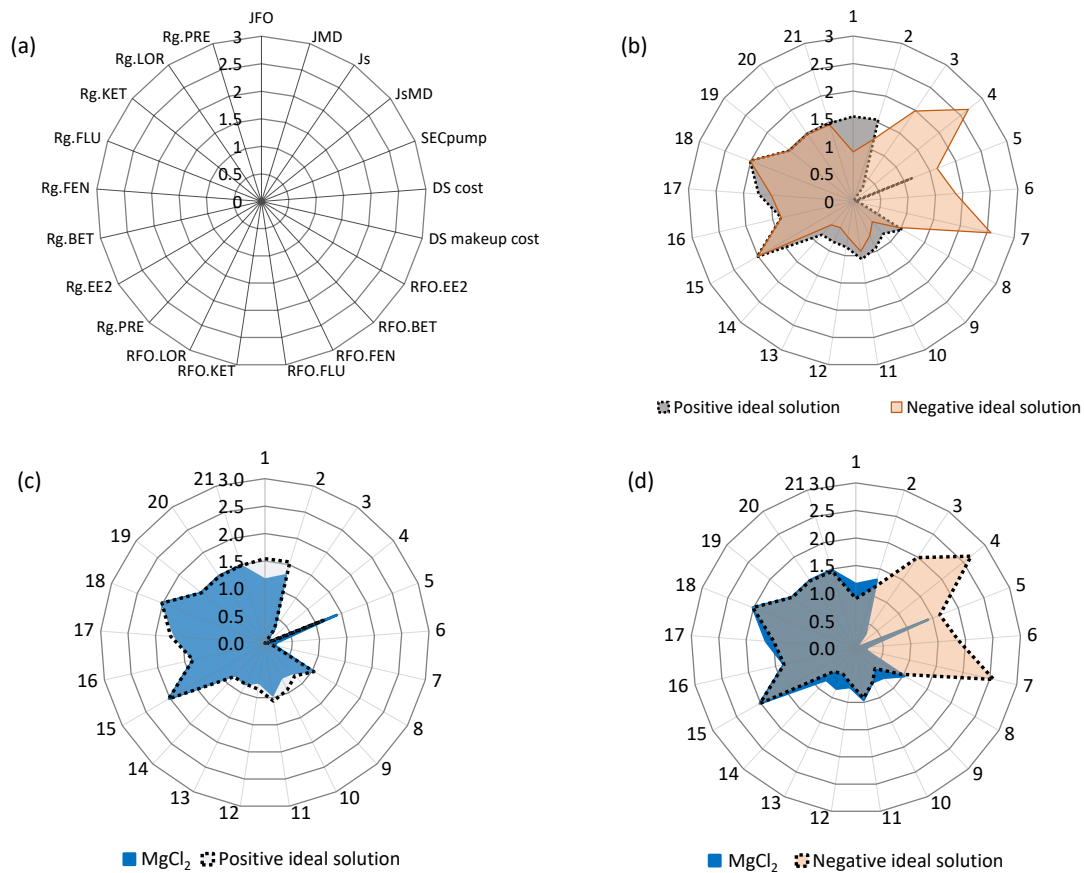 (a)
JFO
JMD
Js
JsMD
SECpump
DS cost
DS makeup cost
RFO.EE2
RFO.BET
RFO.FEN
RFO.FLU
RFO.KET
RFO.LOR
Rg.PRE
Rg.EE2
Rg.BET
Rg.FEN
Rg.FLU
Rg.KET
Rg.LOR
Rg.PRE
3
2.5
2
1.5
1
0.5
0
(b)
1
2
3
4
5
6
7
8
9
10
11
12
13
14
15
16
17
18
19
20
21
3
2.5
2
1.5
1
0.5
0
Positive ideal solution
Negative ideal solution
(c)
1
2
3
4
5
6
7
8
9
10
11
12
13
14
15
16
17
18
19
20
21
3.0
2.5
2.0
1.5
1.0
0.5
0.0
MgCl₂
Positive ideal solution
(d)
1
2
3
4
5
6
7
8
9
10
11
12
13
14
15
16
17
18
19
20
21
3.0
2.5
2.0
1.5
1.0
0.5
0.0
MgCl₂
Negative ideal solution